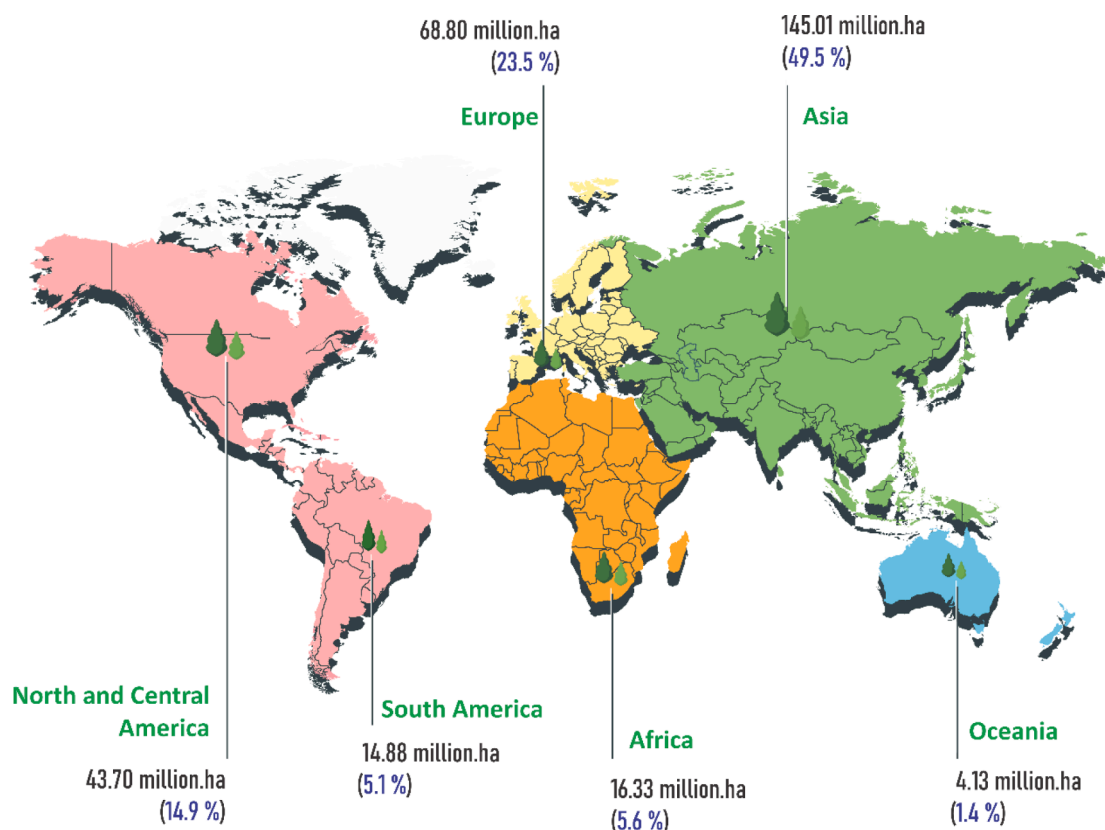 68.80 million.ha
(23.5 %)
Europe
145.01 million.ha
(49.5 %)
Asia
North and Central
America
43.70 million.ha
(14.9 %)
South America
14.88 million.ha
(5.1 %)
Africa
16.33 million.ha
(5.6 %)
Oceania
4.13 million.ha
(1.4 %)